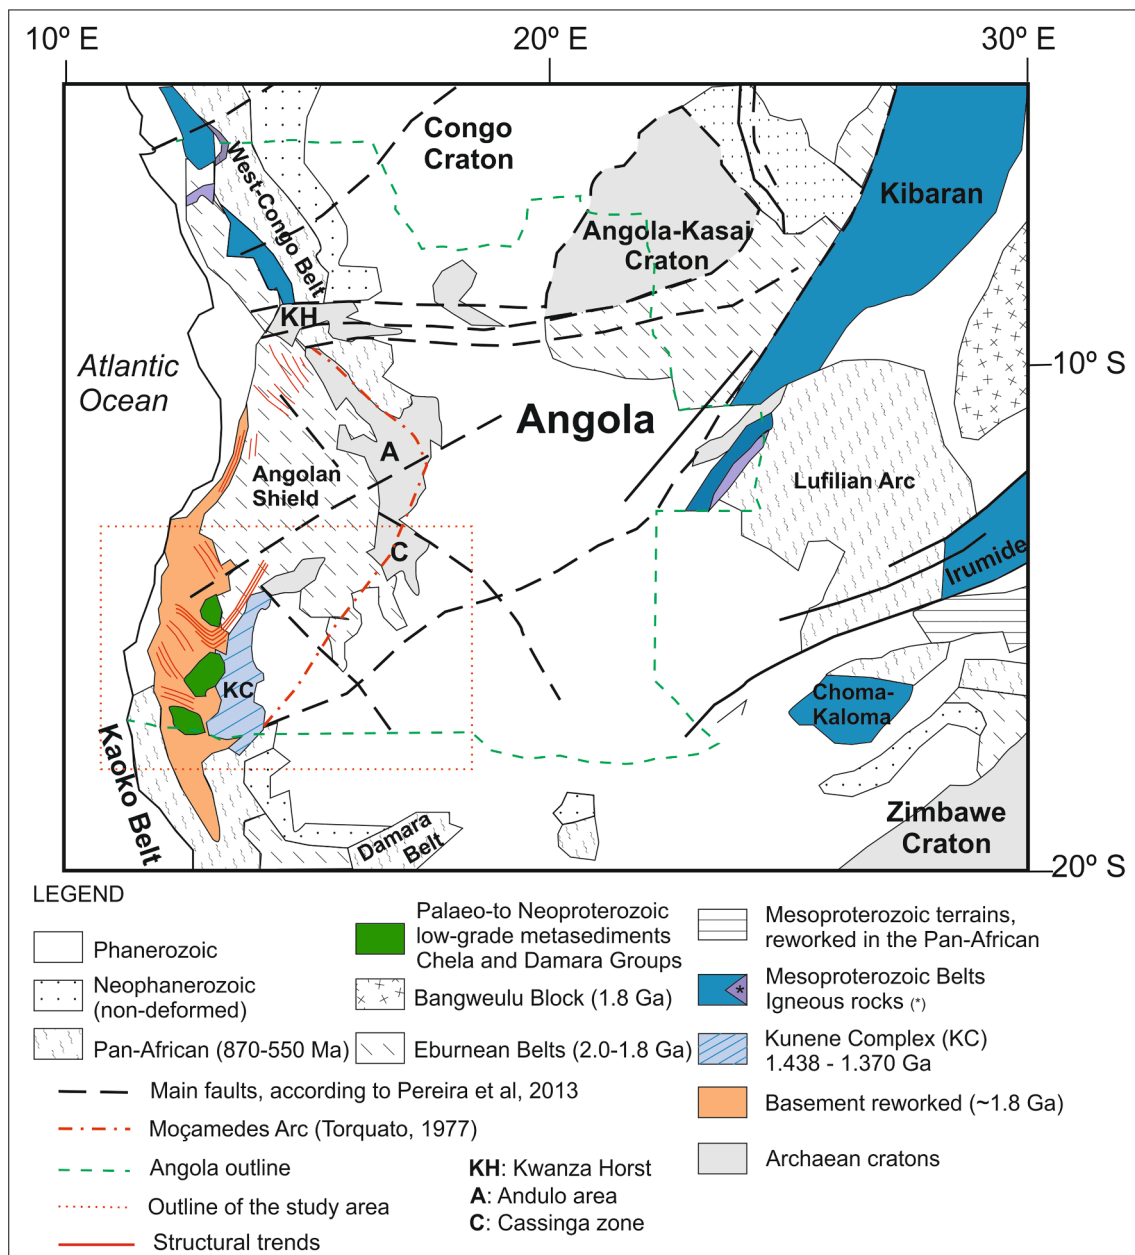 10º E
20º E
30º E
Congo
Craton
Kibaran
West-Congo Belt
Angola-Kasai
Craton
KH
Atlantic
Ocean
10º S
Angola
A
Angolan
Shield
Lufilian Arc
C
Irumide
KC
Choma-
Kaloma
Kaoko Belt
Zimbawe
Craton
Damara
Belt
20º S
LEGEND
Phanerozoic
Neophanerozoic
(non-deformed)
Pan-African (870-550 Ma)
Palaeo-to Neoproterozoic
low-grade metasediments
Chela and Damara Groups
Bangweulu Block (1.8 Ga)
Eburnean Belts (2.0-1.8 Ga)
Mesoproterozoic terrains,
reworked in the Pan-African
*
Mesoproterozoic Belts
Igneous rocks (*)
Kunene Complex (KC)
1.438 - 1.370 Ga
Basement reworked (~1.8 Ga)
Archaean cratons
Main faults, according to Pereira et al, 2013
Moçamedes Arc (Torquato, 1977)
Angola outline
Outline of the study area
Structural trends
KH: Kwanza Horst
A: Andulo area
C: Cassinga zone